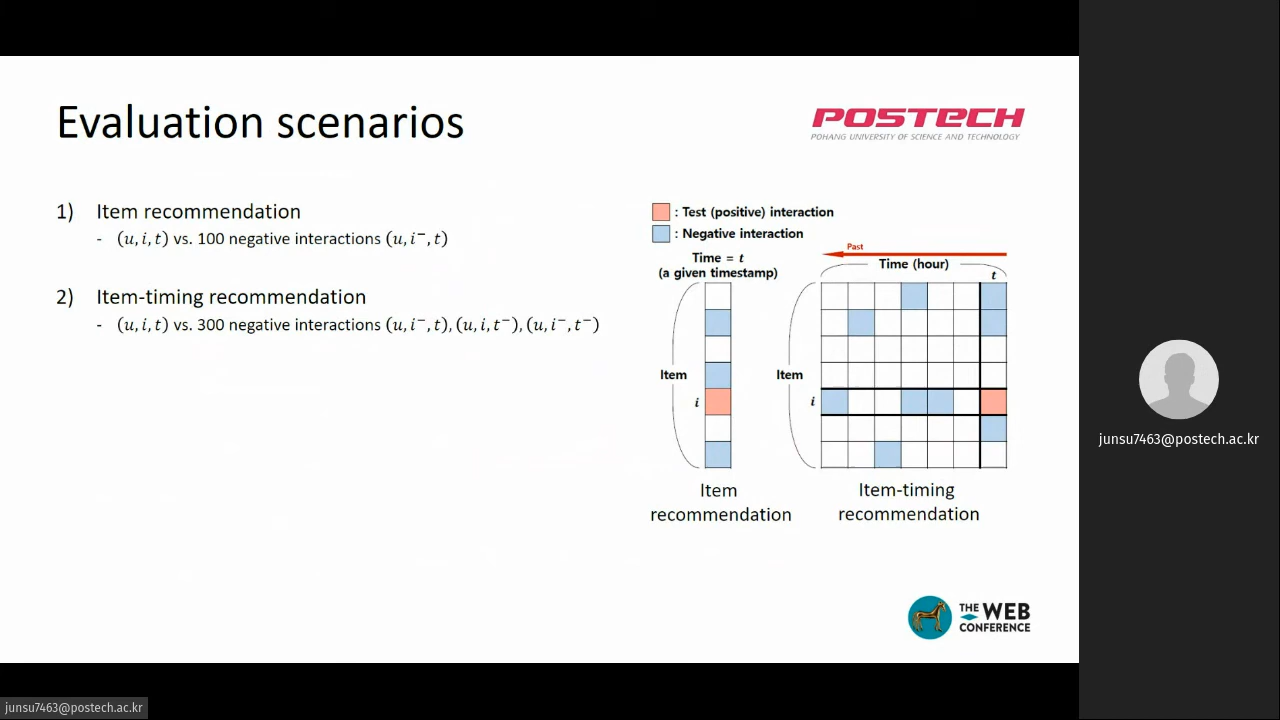 Evaluation scenarios
POSTECH
POHANG UNIVERSITY OF SCIENCE AND TECHNOLOGY
1) Item recommendation
- (u, i, t) vs. 100 negative interactions (u, i⁻, t)
2) Item-timing recommendation
- (u, i, t) vs. 300 negative interactions (u, i⁻, t), (u, i, t⁻), (u, i⁻, t⁻)
: Test (positive) interaction
: Negative interaction
Time = t
(a given timestamp)
Item
i
Item
recommendation
Past
Time (hour)
t
Item
i
Item-timing
recommendation
THE WEB
CONFERENCE
junsu7463@postech.ac.kr
junsu7463@postech.ac.kr